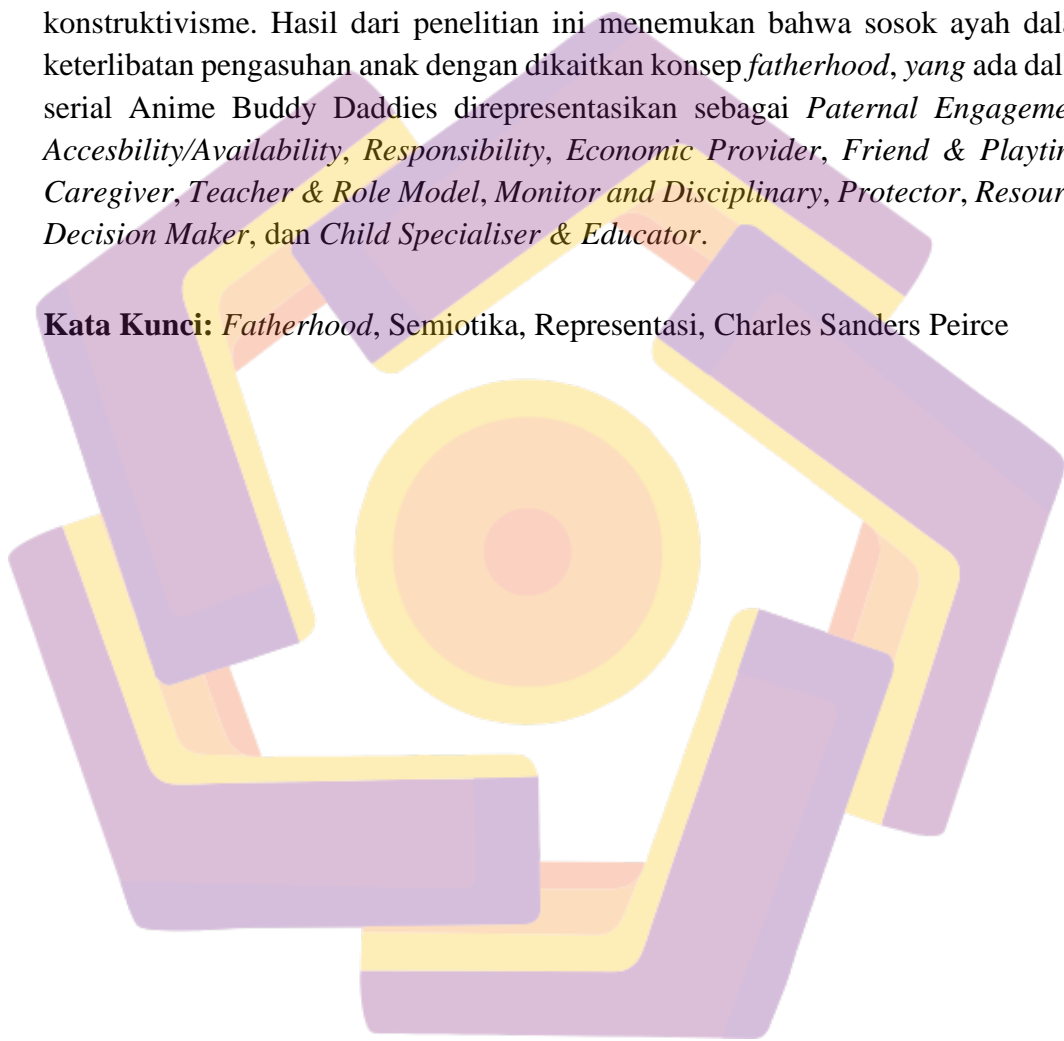 konstruktivisme. Hasil dari penelitian ini menemukan bahwa sosok ayah dala
keterlibatan pengasuhan anak dengan dikaitkan konsep fatherhood, yang ada dal
serial Anime Buddy Daddies direpresentasikan sebagai Paternal Engageme
Accesbility/Availability, Responsibility, Economic Provider, Friend & Playtin
Caregiver, Teacher & Role Model, Monitor and Disciplinary, Protector, Resour
Decision Maker, dan Child Specialiser & Educator.
Kata Kunci: Fatherhood, Semiotika, Representasi, Charles Sanders Peirce